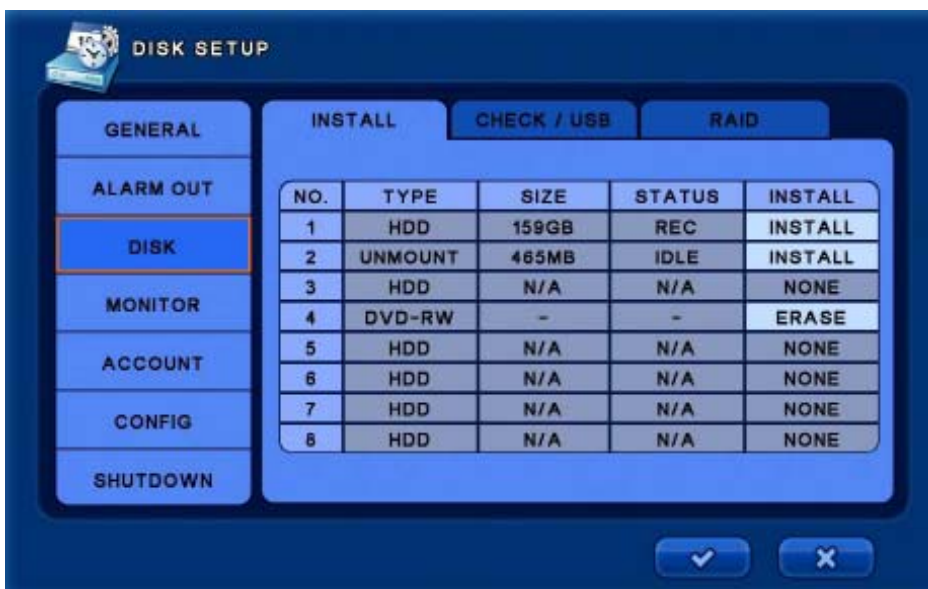 DISK SETUP
GENERAL
ALARM OUT
DISK
MONITOR
ACCOUNT
CONFIG
SHUTDOWN
INSTALL CHECK / USB RAID
NO. TYPE SIZE STATUS INSTALL
1 HDD 159GB REC INSTALL
2 UNMOUNT 465MB IDLE INSTALL
3 HDD N/A N/A NONE
4 DVD-RW - - ERASE
5 HDD N/A N/A NONE
6 HDD N/A N/A NONE
7 HDD N/A N/A NONE
8 HDD N/A N/A NONE